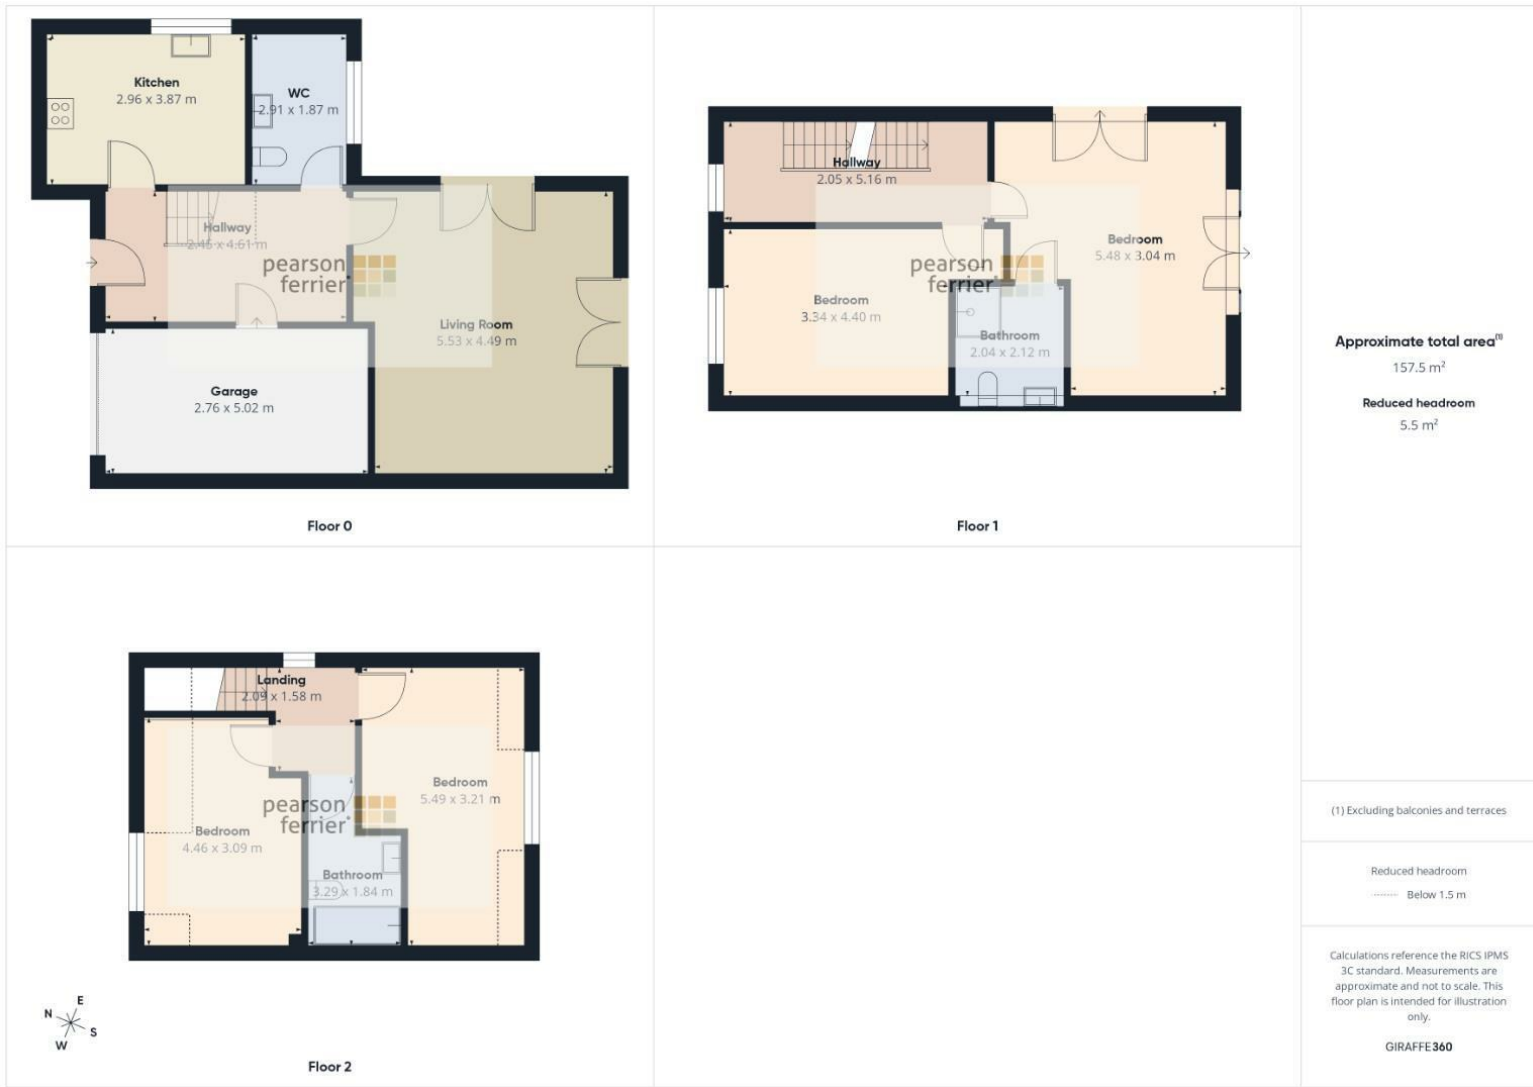 Kitchen
2.96 x 3.87 m
WC
2.91 x 1.87 m
Hallway
2.46 x 4.61 m
pearson
ferrier
Living Room
5.53 x 4.49 m
Garage
2.76 x 5.02 m
Floor 0
Hallway
2.05 x 5.16 m
Bedroom
5.48 x 3.04 m
pearson
ferrier
Bedroom
3.34 x 4.40 m
Bathroom
2.04 x 2.12 m
Floor 1
Landing
2.09 x 1.58 m
Bedroom
5.49 x 3.21 m
pearson
ferrier
Bedroom
4.46 x 3.09 m
Bathroom
3.29 x 1.84 m
E
N
S
W
Floor 2
Approximate total area(1)
157.5 m²
Reduced headroom
5.5 m²
(1) Excluding balconies and terraces
Reduced headroom
Below 1.5 m
Calculations reference the RICS IPMS
3C standard. Measurements are
approximate and not to scale. This
floor plan is intended for illustration
only.
GIRAFFE360